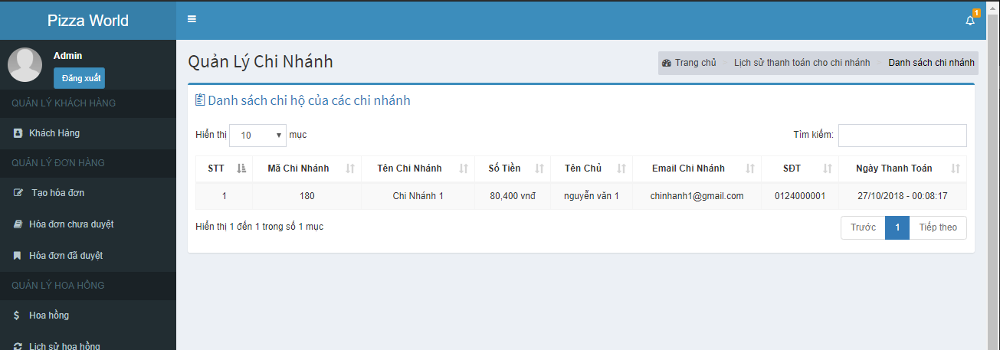 Pizza World
1
Admin
Đăng xuất
QUẢN LÝ KHÁCH HÀNG
Khách Hàng
QUẢN LÝ ĐƠN HÀNG
Tạo hóa đơn
Hóa đơn chưa duyệt
Hóa đơn đã duyệt
QUẢN LÝ HOA HỒNG
Hoa hồng
Lịch sử hoa hồng
Quản Lý Chi Nhánh
Trang chủ > Lịch sử thanh toán cho chi nhánh > Danh sách chi nhánh
Danh sách chi hộ của các chi nhánh
Hiển thị 10 mục
Tìm kiếm:
STT Mã Chi Nhánh Tên Chi Nhánh Số Tiền Tên Chủ Email Chi Nhánh SĐT Ngày Thanh Toán
1 180 Chi Nhánh 1 80,400 vnđ nguyễn văn 1 chinhanh1@gmail.com 0124000001 27/10/2018 - 00:08:17
Hiển thị 1 đến 1 trong số 1 mục
Trước 1 Tiếp theo